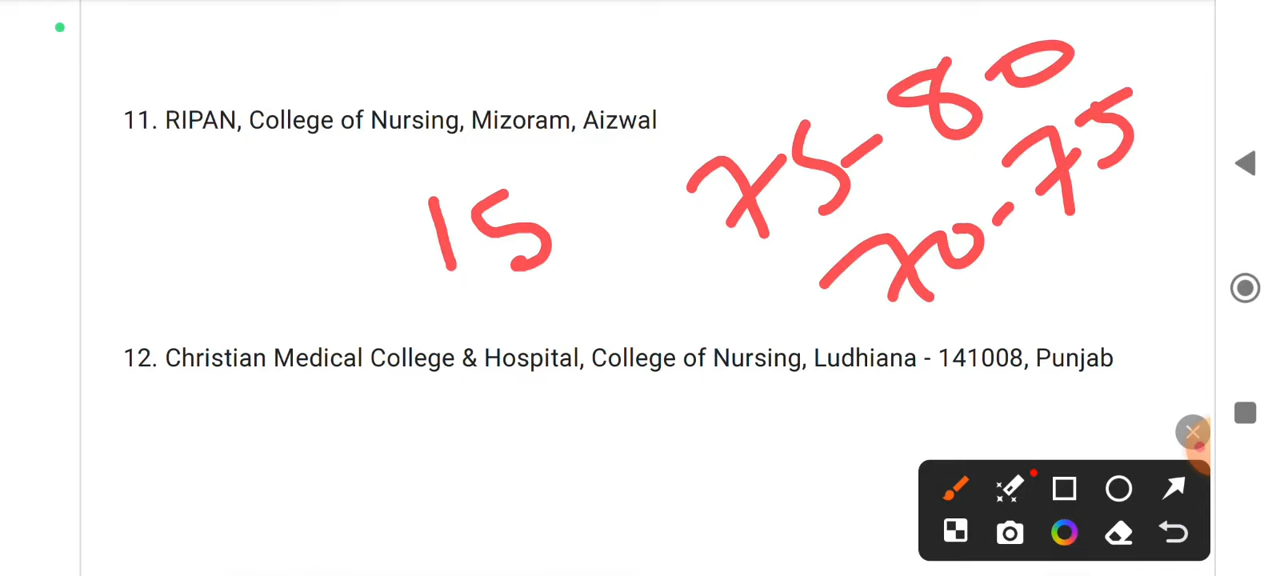 11. RIPAN, College of Nursing, Mizoram, Aizwal
75-80
70-75
15
12. Christian Medical College & Hospital, College of Nursing, Ludhiana - 141008, Punjab